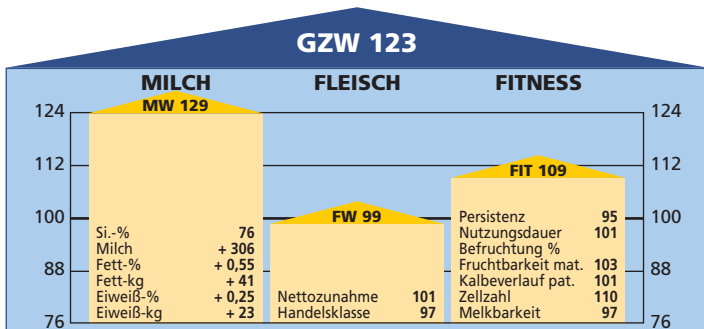 GZW 123
MILCH FLEISCH FITNESS
124 MW 129 124
112 FIT 109 112
100 FW 99 Persistenz 95 100
Si.-% 76 Nutzungsdauer 101
Milch + 306 Befruchtung %
88 Fett-% + 0,55 Fruchtbarkeit mat. 103 88
Fett-kg + 41 Kalbeverlauf pat. 101
Eiweiß-% + 0,25 Nettozunahme 101 Zellzahl 110
76 Eiweiß-kg + 23 Handelsklasse 97 Melkbarkeit 97 76